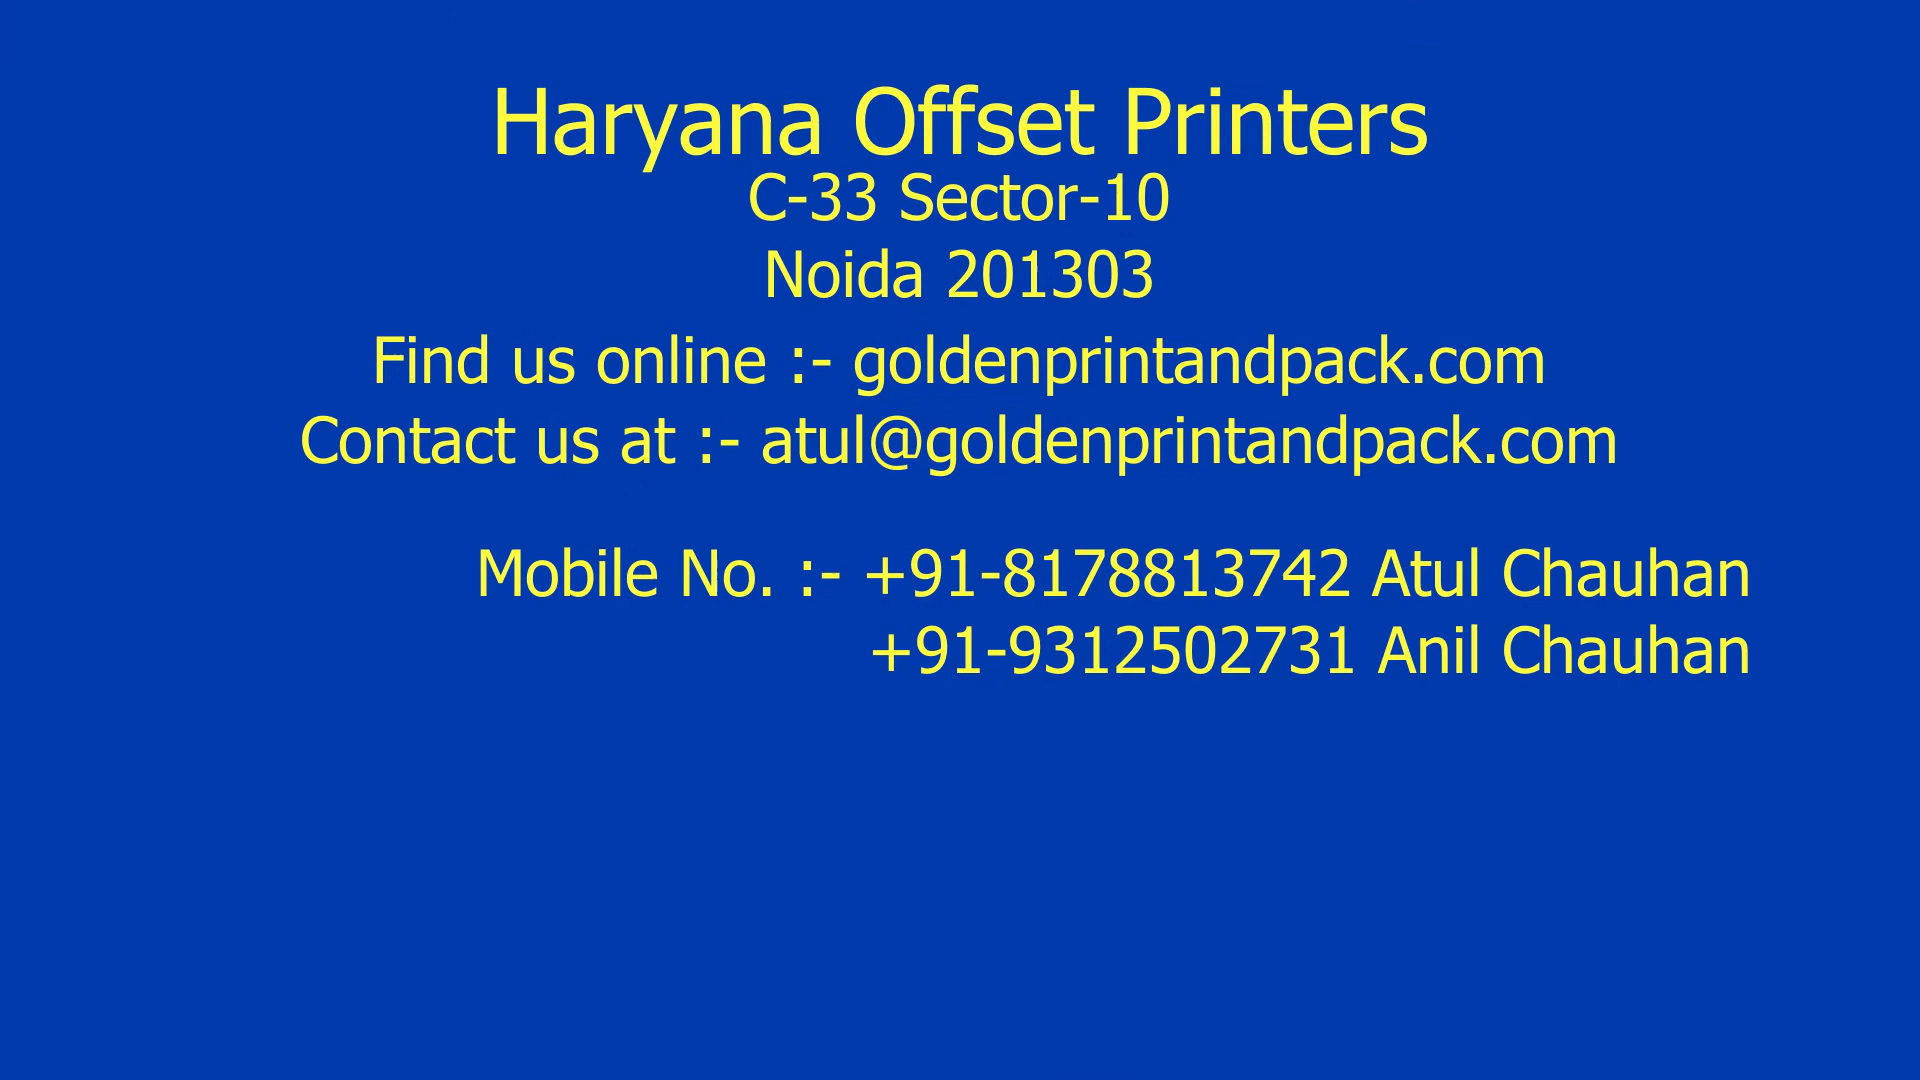 Haryana Offset Printers
C-33 Sector-10
Noida 201303
Find us online :- goldenprintandpack.com
Contact us at :- atul@goldenprintandpack.com
Mobile No. :- +91-8178813742 Atul Chauhan
+91-9312502731 Anil Chauhan